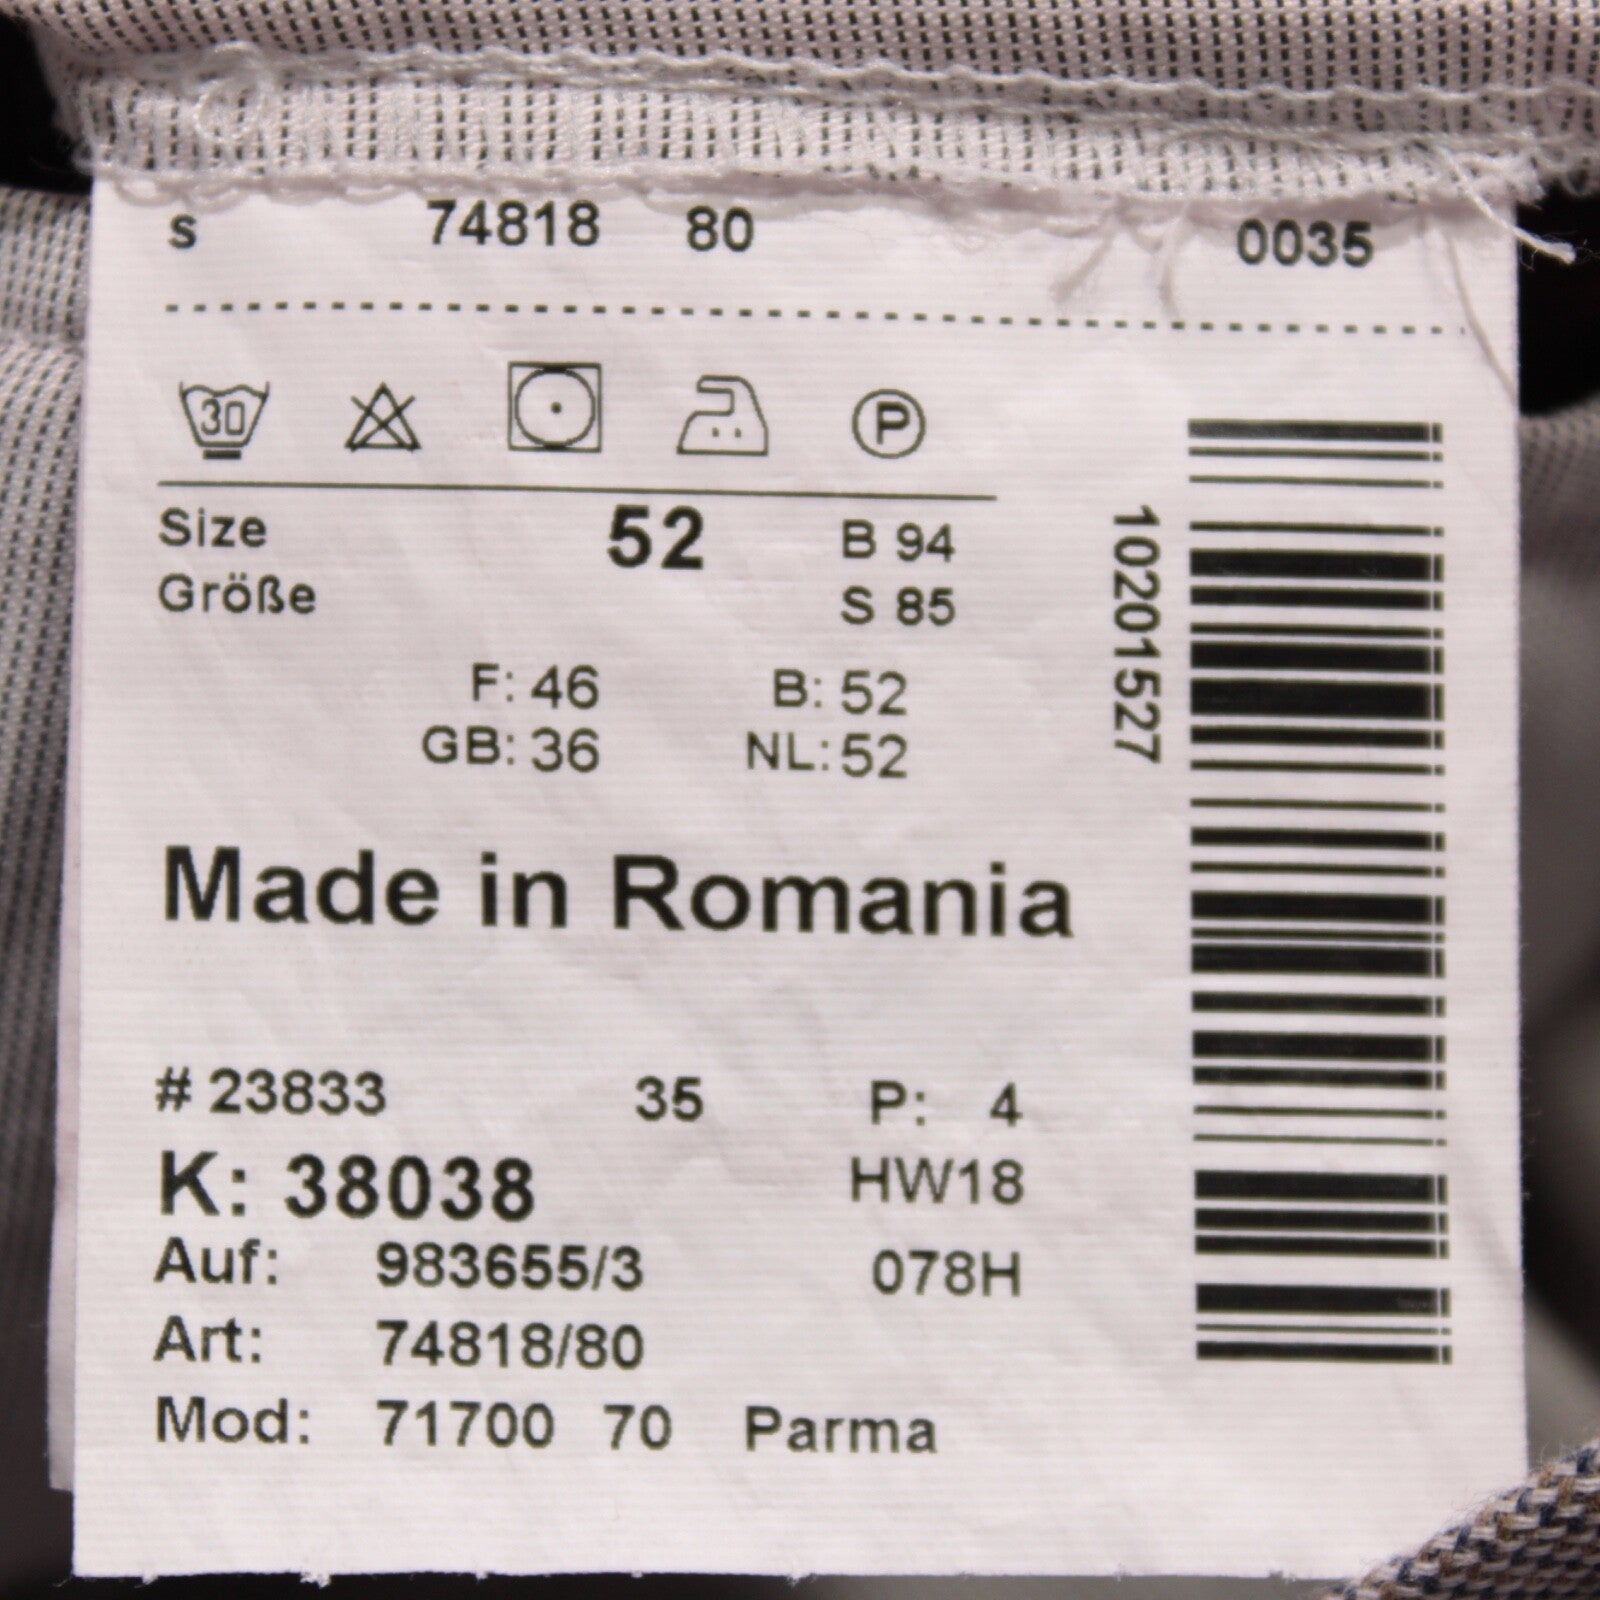 s 74818 80 0035
30 P
Size 52 B 94
Größe S 85
F: 46 B: 52
GB: 36 NL: 52
10201527
Made in Romania
# 23833 35 P: 4
K: 38038 HW18
Auf: 983655/3 078H
Art: 74818/80
Mod: 71700 70 Parma